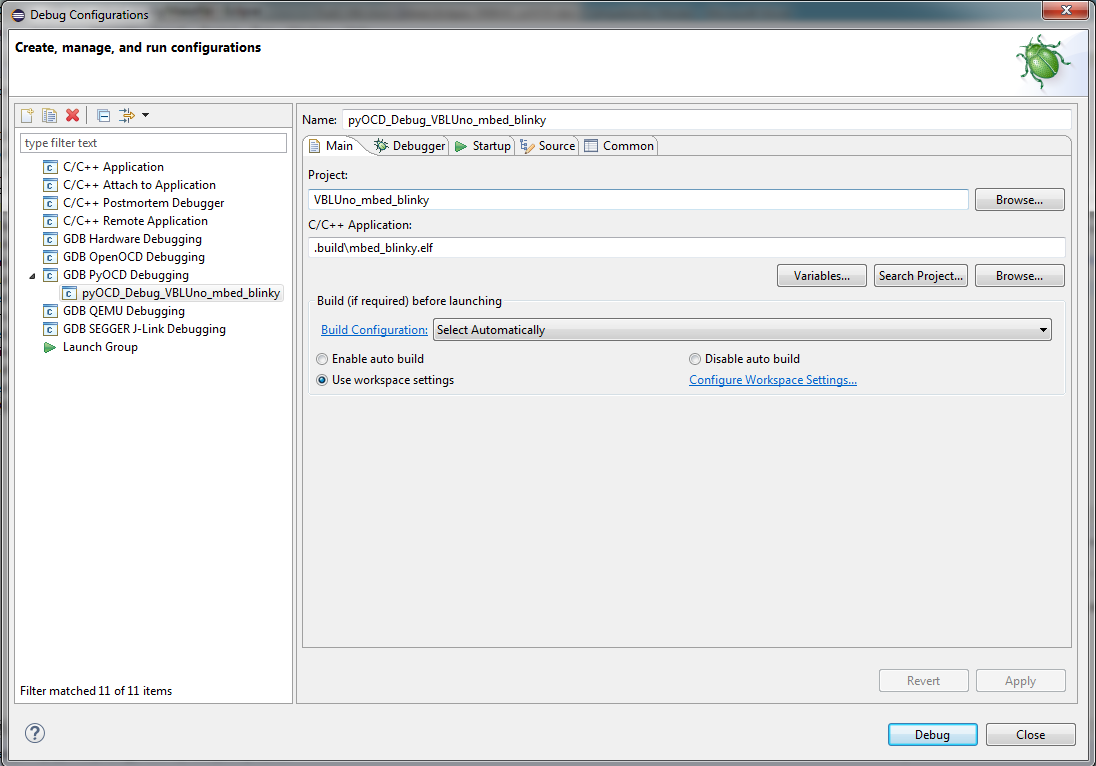 Debug Configurations
Create, manage, and run configurations
type filter text
C/C++ Application
C/C++ Attach to Application
C/C++ Postmortem Debugger
C/C++ Remote Application
GDB Hardware Debugging
GDB OpenOCD Debugging
GDB PyOCD Debugging
pyOCD_Debug_VBLUno_mbed_blinky
GDB QEMU Debugging
GDB SEGGER J-Link Debugging
Launch Group
Filter matched 11 of 11 items
Name: pyOCD_Debug_VBLUno_mbed_blinky
Main Debugger Startup Source Common
Project:
VBLUno_mbed_blinky Browse...
C/C++ Application:
.build\mbed_blinky.elf
Variables... Search Project... Browse...
Build (if required) before launching
Build Configuration: Select Automatically
Enable auto build Disable auto build
Use workspace settings Configure Workspace Settings...
Revert Apply
? Debug Close